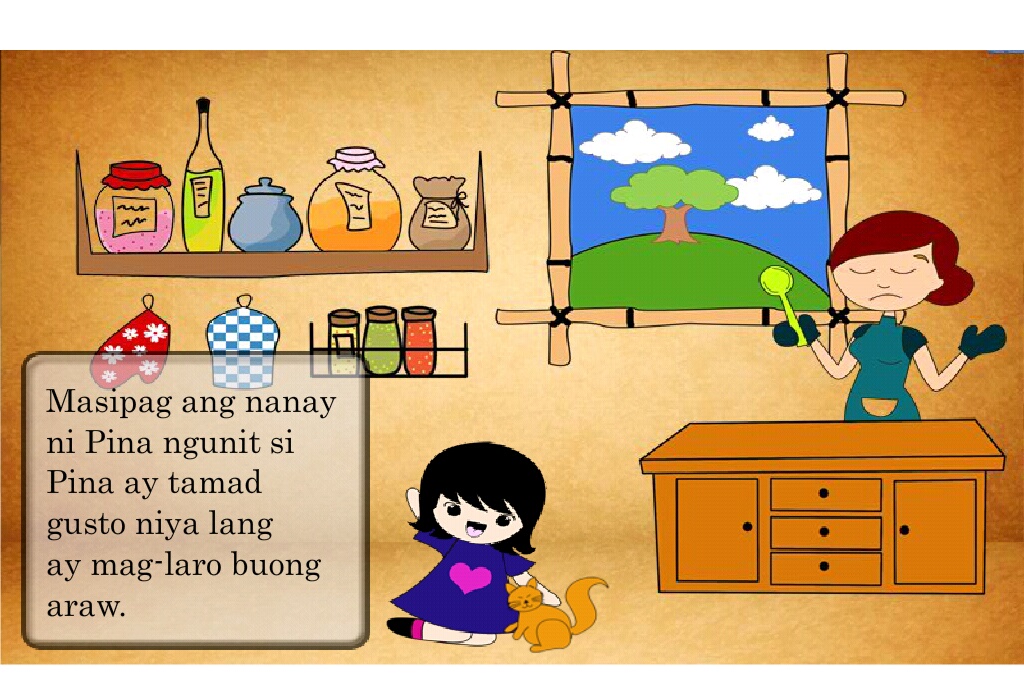 Masipag ang nanay
ni Pina ngunit si
Pina ay tamad
gusto niya lang
ay mag-laro buong
araw.